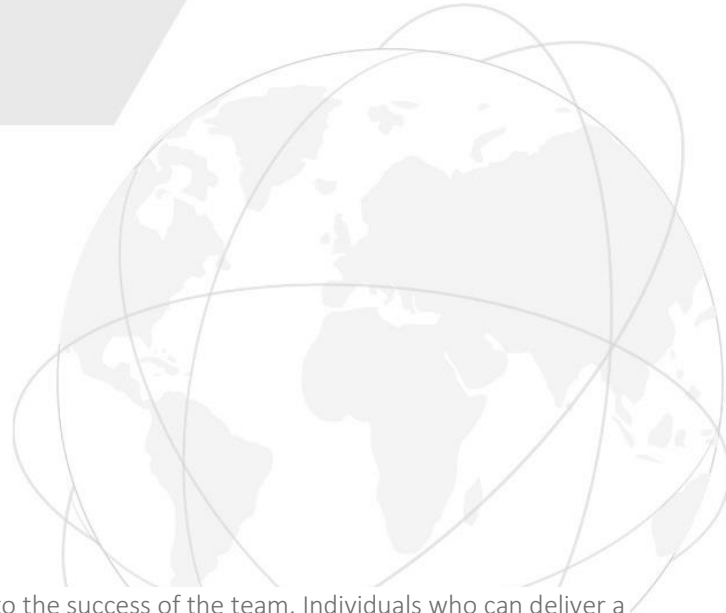 to the success of the team. Individuals who can deliver a